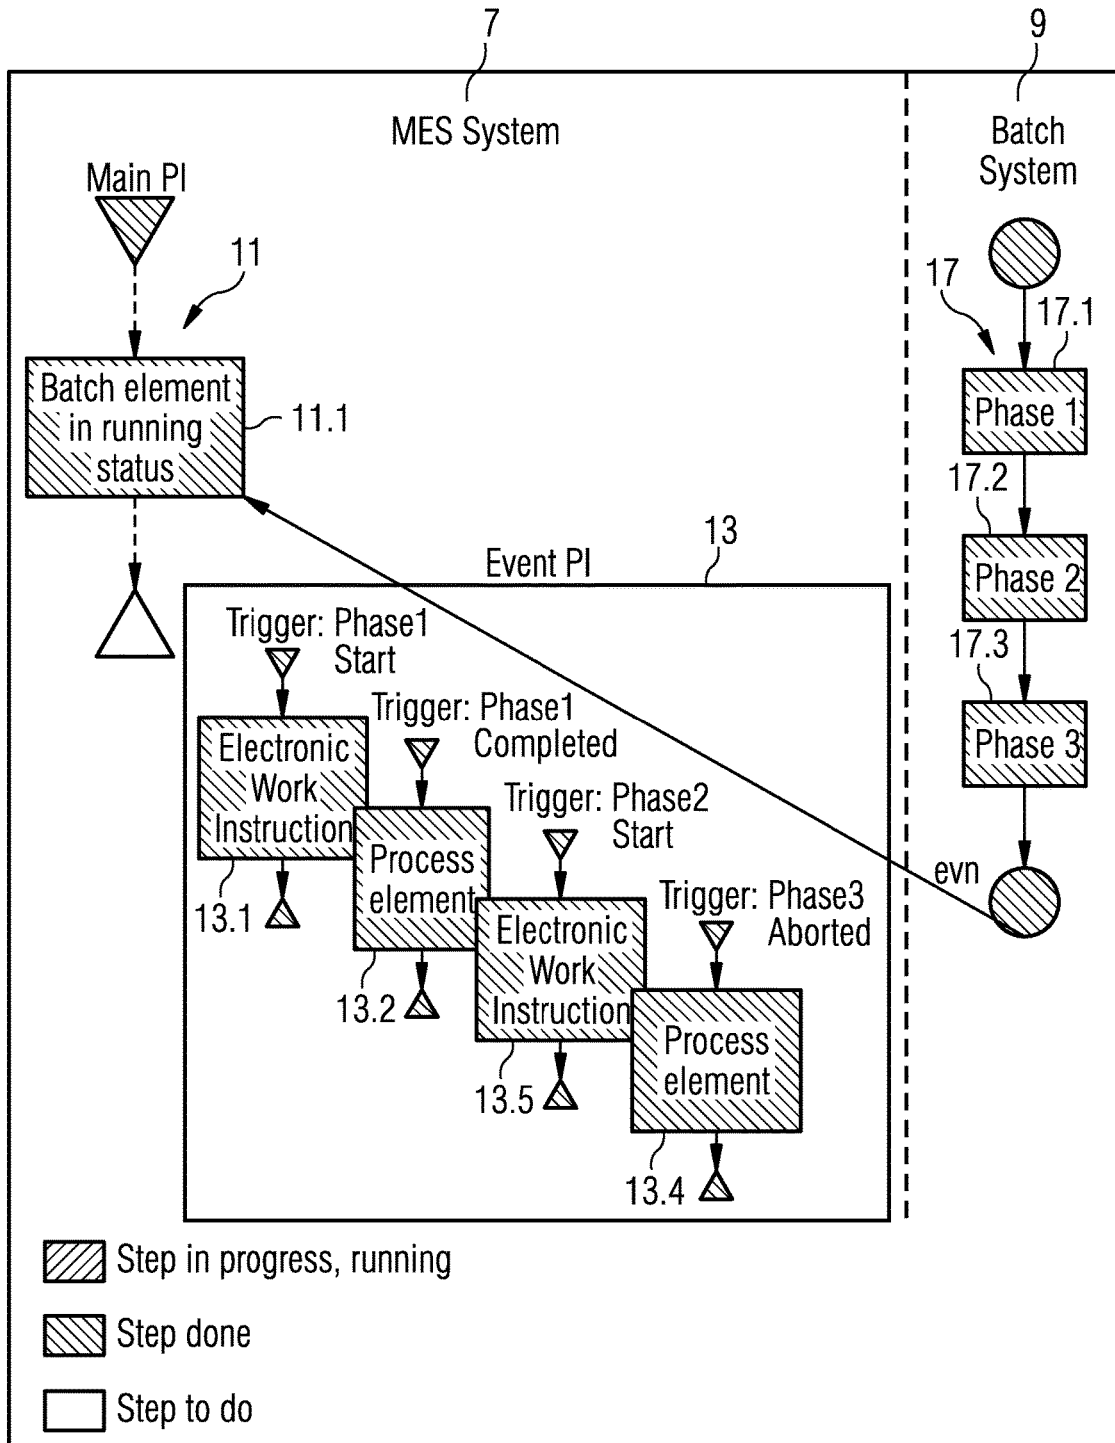 7
9
MES System
Batch
System
Main PI
11
17
17.1
Batch element
in running
status
11.1
Phase 1
17.2
Phase 2
17.3
Phase 3
evn
13
Event PI
Trigger: Phase1
Start
Trigger: Phase1
Completed
Trigger: Phase2
Start
Trigger: Phase3
Aborted
Electronic
Work
Instruction
13.1
Process
element
13.2
Electronic
Work
Instruction
13.5
Process
element
13.4
Step in progress, running
Step done
Step to do